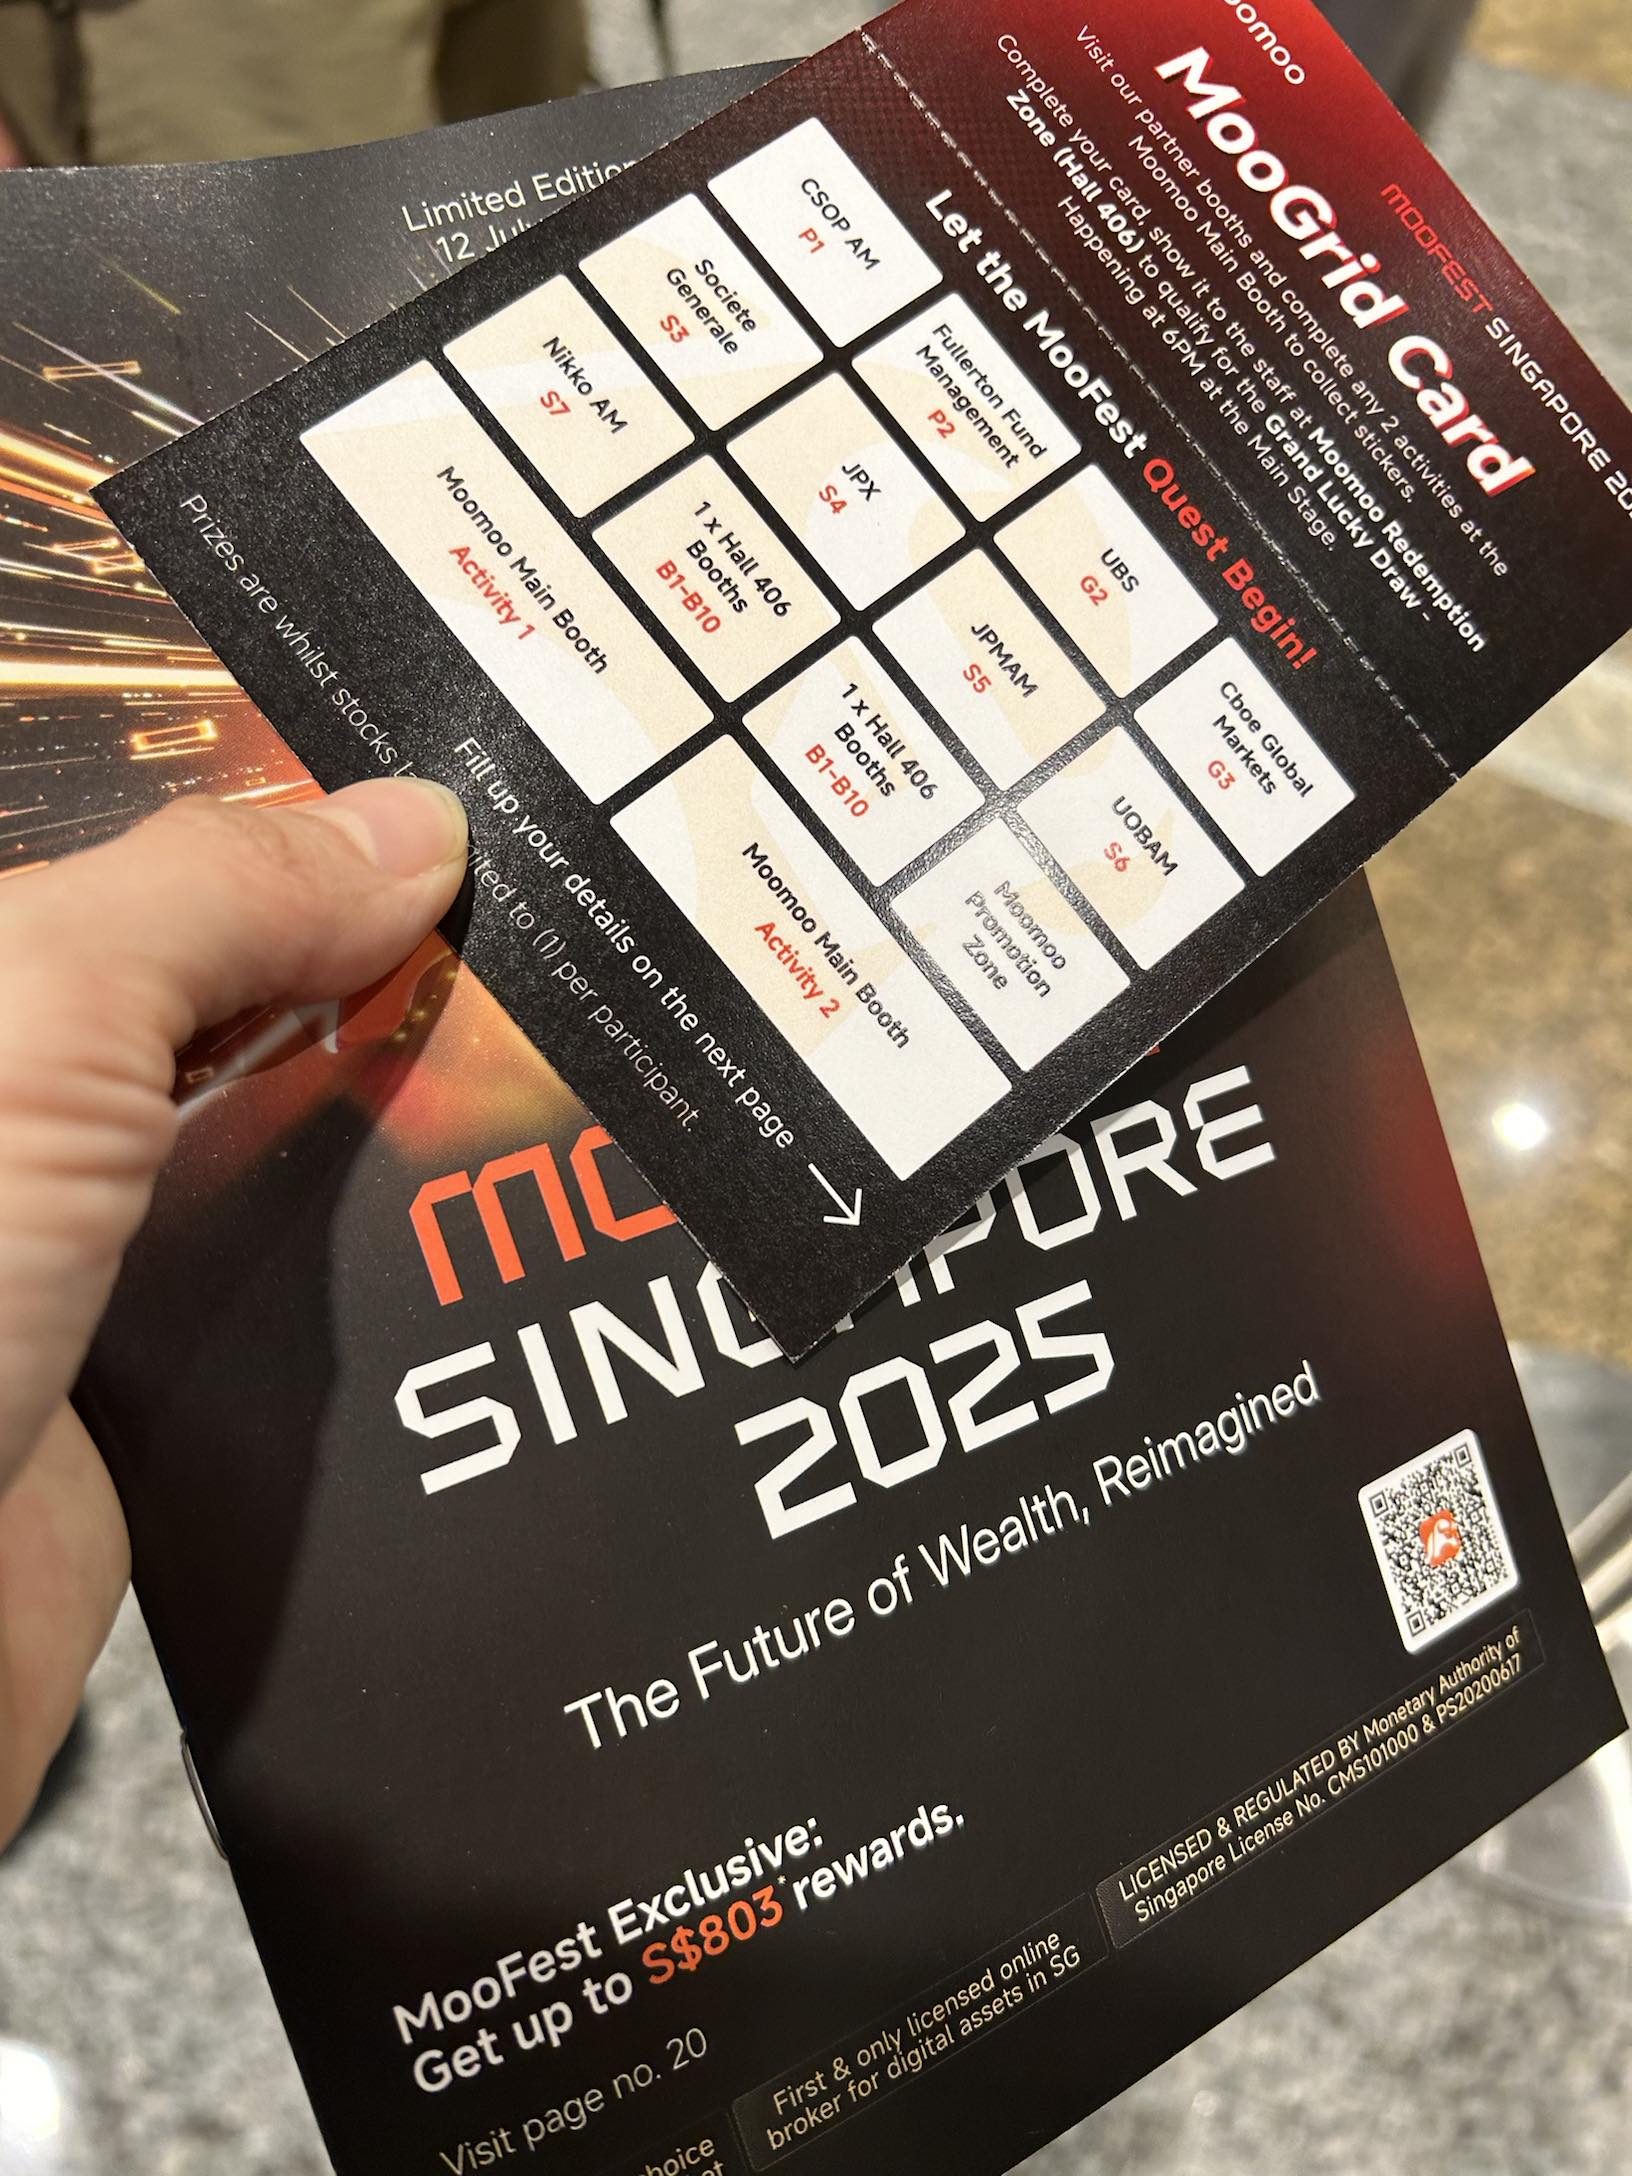 MOOFEST SINGAPORE
MooGrid Card
Visit our partner booths and complete any 2 activities at the
Moomoo Main Booth to collect stickers.
Complete your card, show it to the staff at Moomoo Redemption
Zone (Hall 406) to qualify for the Grand Lucky Draw –
Happening at 6PM at the Main Stage.
Let the MooFest Quest Begin!
CSOP AM
P1
Fullerton Fund
Management
P2
UBS
G2
Cboe Global
Markets
G3
Societe
Generale
S3
JPX
S4
JPMAM
S5
UOBAM
S6
Nikko AM
S7
1 x Hall 406
Booths
B1-B10
1 x Hall 406
Booths
B1-B10
Moomoo
Promotion
Zone
Moomoo Main Booth
Activity 1
Moomoo Main Booth
Activity 2
Fill up your details on the next page
Prizes are whilst stocks to (1) per participant.
Limited Edition
12
SINGAPORE
2025
The Future of Wealth, Reimagined
MooFest Exclusive:
Get up to S$803* rewards.
Visit page no. 20
First & only licensed online
broker for digital assets in SG
LICENSED & REGULATED BY Monetary Authority of
Singapore License No. CMS101000 & PS20200617